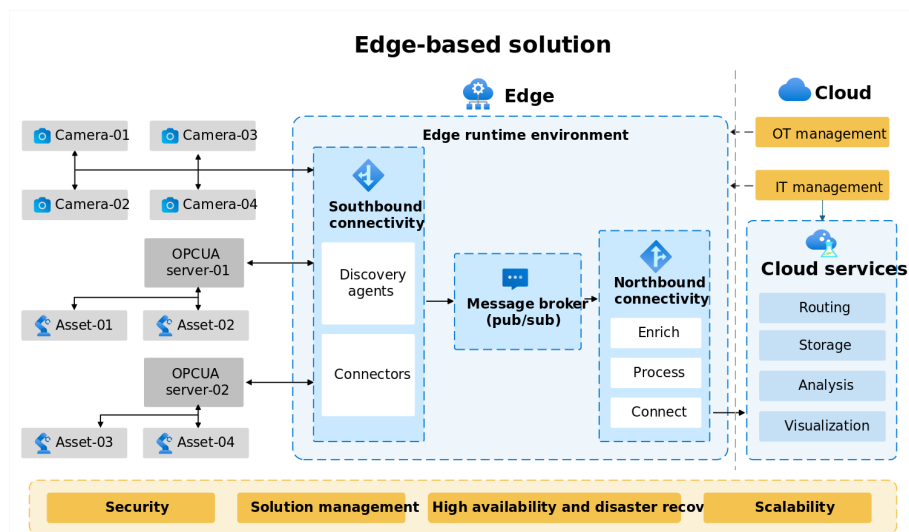 Edge-based solution
Edge
Cloud
Edge runtime environment
Camera-01
Camera-03
Camera-02
Camera-04
OPCUA
server-01
Asset-01
Asset-02
OPCUA
server-02
Asset-03
Asset-04
Southbound
connectivity
Discovery
agents
Connectors
Message broker
(pub/sub)
Northbound
connectivity
Enrich
Process
Connect
OT management
IT management
Cloud services
Routing
Storage
Analysis
Visualization
Security
Solution management
High availability and disaster recov
Scalability